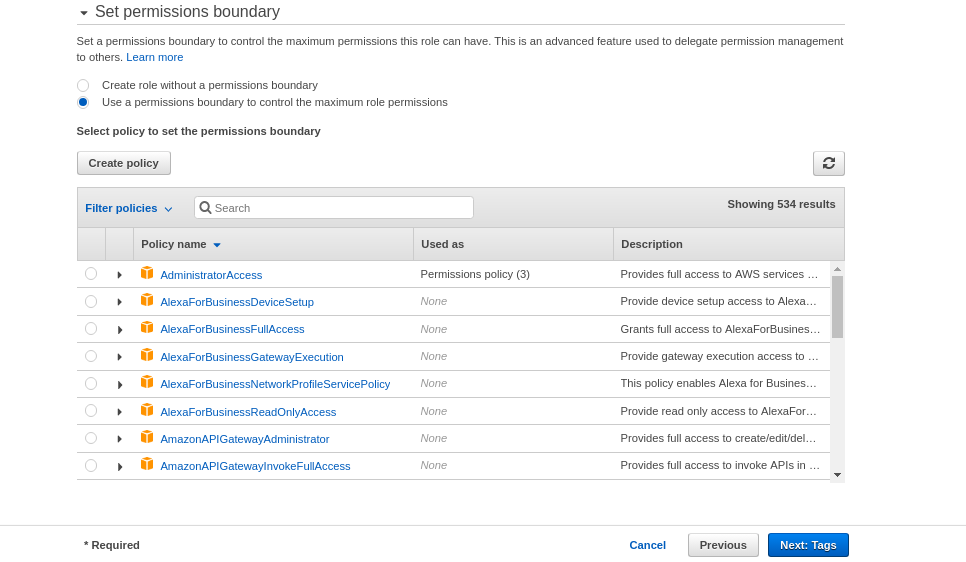 Set permissions boundary
Set a permissions boundary to control the maximum permissions this role can have. This is an advanced feature used to delegate permission management
to others. Learn more
Create role without a permissions boundary
Use a permissions boundary to control the maximum role permissions
Select policy to set the permissions boundary
Create policy
Filter policies Search Showing 534 results
Policy name Used as Description
AdministratorAccess Permissions policy (3) Provides full access to AWS services …
AlexaForBusinessDeviceSetup None Provide device setup access to Alexa…
AlexaForBusinessFullAccess None Grants full access to AlexaForBusines…
AlexaForBusinessGatewayExecution None Provide gateway execution access to …
AlexaForBusinessNetworkProfileServicePolicy None This policy enables Alexa for Busines…
AlexaForBusinessReadOnlyAccess None Provide read only access to AlexaFor…
AmazonAPIGatewayAdministrator None Provides full access to create/edit/del…
AmazonAPIGatewayInvokeFullAccess None Provides full access to invoke APIs in …
* Required Cancel Previous Next: Tags